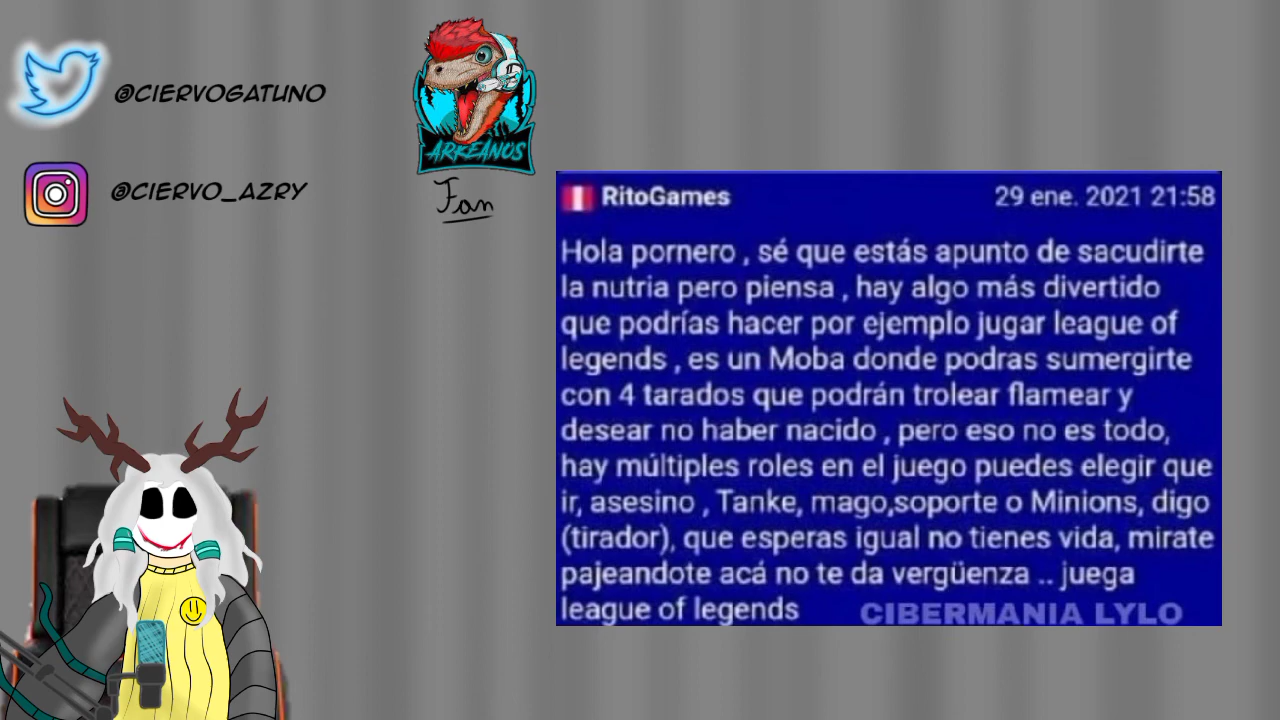 @CIERVOGATUNO
@CIERVO_AZRY
ARKEANOS
Fan
RitoGames
29 ene. 2021 21:58
Hola pornero , sé que estás apunto de sacudirte
la nutria pero piensa , hay algo más divertido
que podrías hacer por ejemplo jugar league of
legends , es un Moba donde podras sumergirte
con 4 tarados que podrán trolear flamear y
desear no haber nacido , pero eso no es todo,
hay múltiples roles en el juego puedes elegir que
ir, asesino , Tanke, mago,soporte o Minions, digo
(tirador), que esperas igual no tienes vida, mirate
pajeandote acá no te da vergüenza .. juega
league of legends
CIBERMANIA LYLO